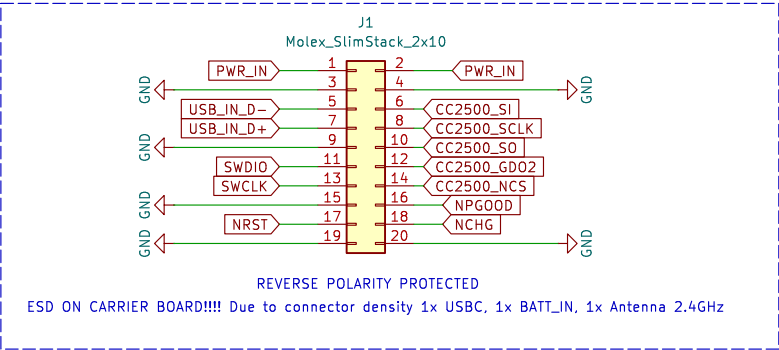 J1
Molex_SlimStack_2x10
PWR_IN 1 2 PWR_IN
GND 3 4 GND
USB_IN_D- 5 6 CC2500_SI
USB_IN_D+ 7 8 CC2500_SCLK
GND 9 10 CC2500_SO
SWDIO 11 12 CC2500_GDO2
SWCLK 13 14 CC2500_NCS
GND 15 16 NPGOOD
NRST 17 18 NCHG
GND 19 20 GND
REVERSE POLARITY PROTECTED
ESD ON CARRIER BOARD!!!! Due to connector density 1x USBC, 1x BATT_IN, 1x Antenna 2.4GHz